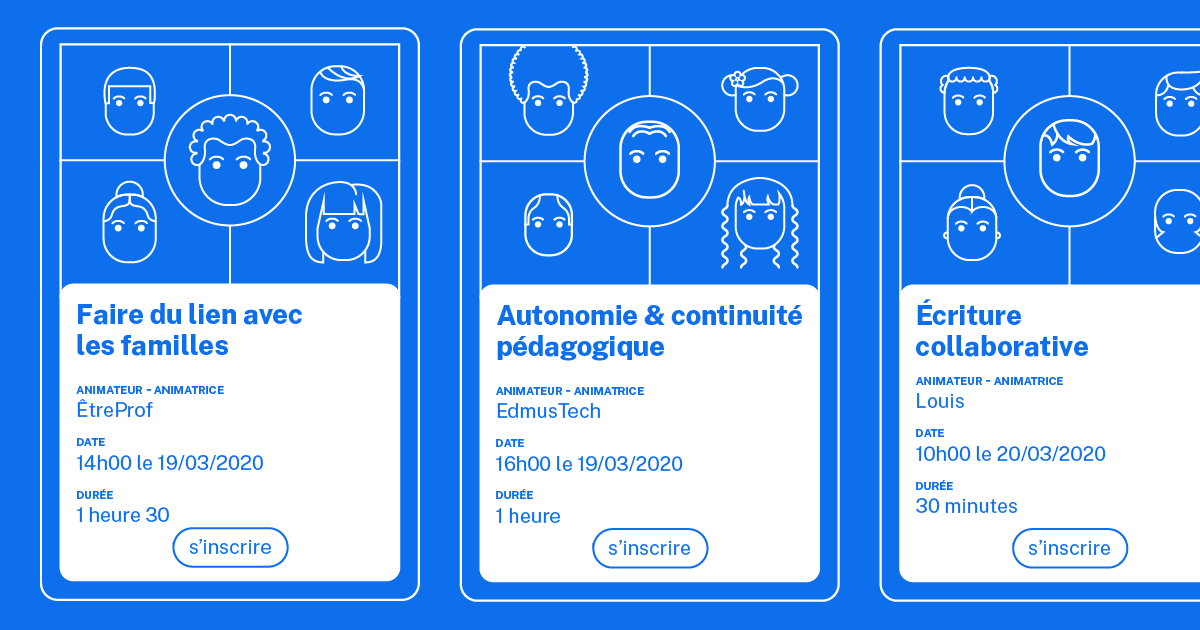 Faire du lien avec
les familles
ANIMATEUR - ANIMATRICE
ÊtreProf
DATE
14h00 le 19/03/2020
DURÉE
1 heure 30
s’inscrire
Autonomie & continuité
pédagogique
ANIMATEUR - ANIMATRICE
EdmusTech
DATE
16h00 le 19/03/2020
DURÉE
1 heure
s’inscrire
Écriture
collaborative
ANIMATEUR - ANIMATRICE
Louis
DATE
10h00 le 20/03/2020
DURÉE
30 minutes
s’inscrire